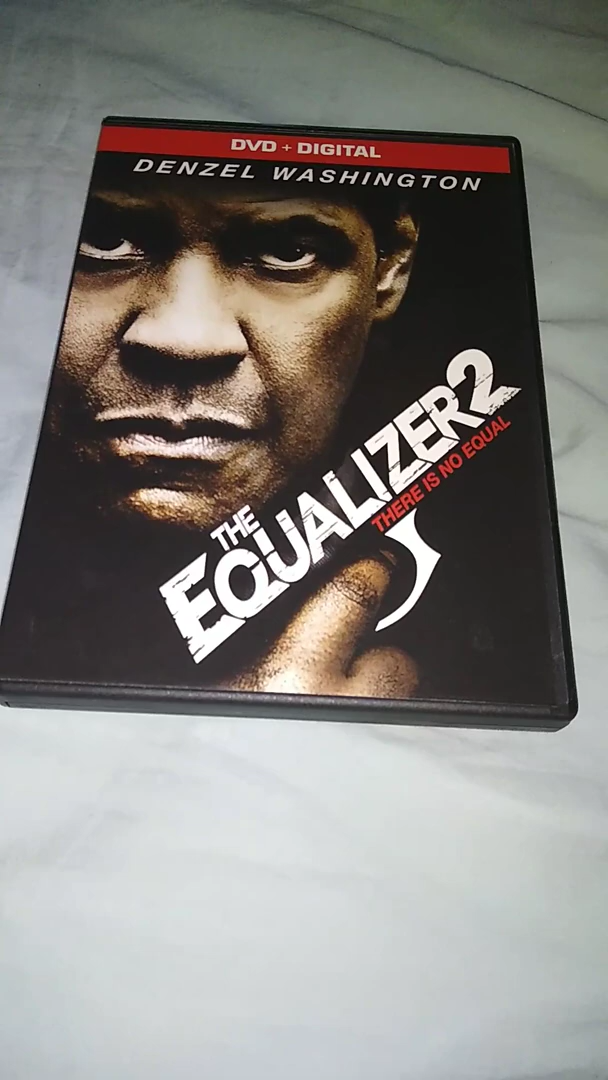 DVD + DIGITAL
DENZEL WASHINGTON
THE
EQUALIZER 2
THERE IS NO EQUAL